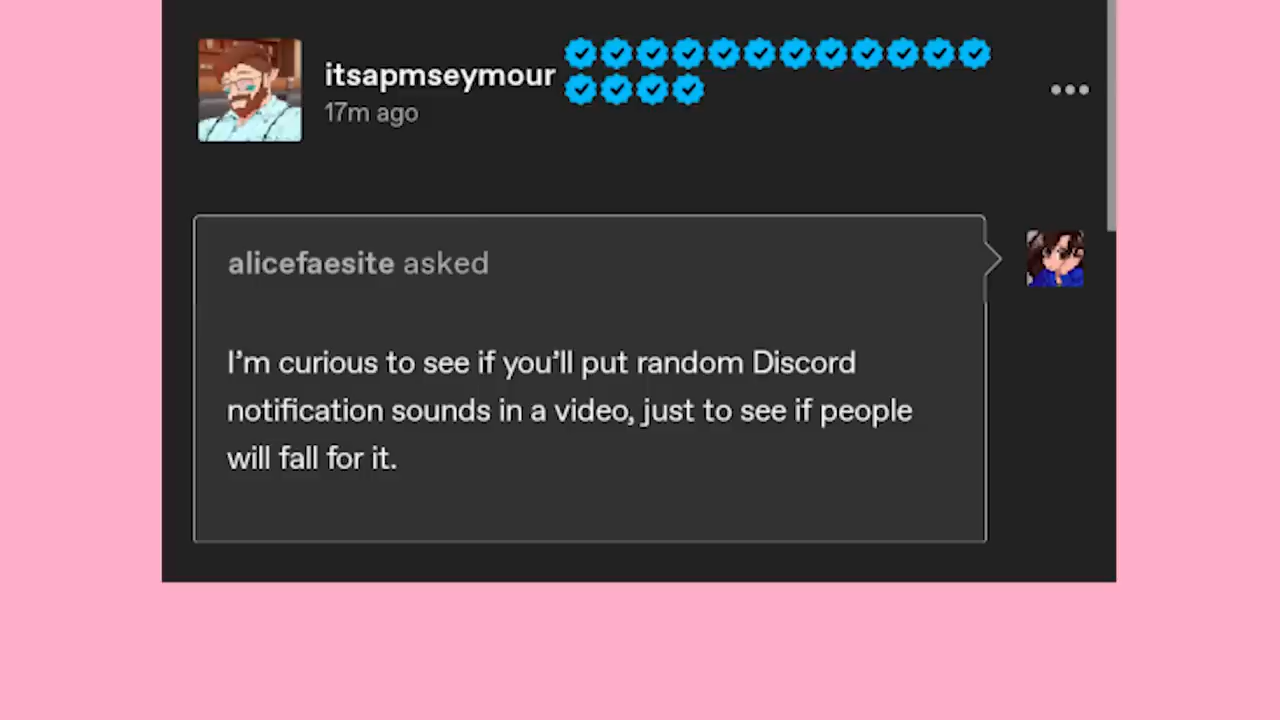 itsapmseymour
17m ago
alicefaesite asked
I’m curious to see if you’ll put random Discord
notification sounds in a video, just to see if people
will fall for it.